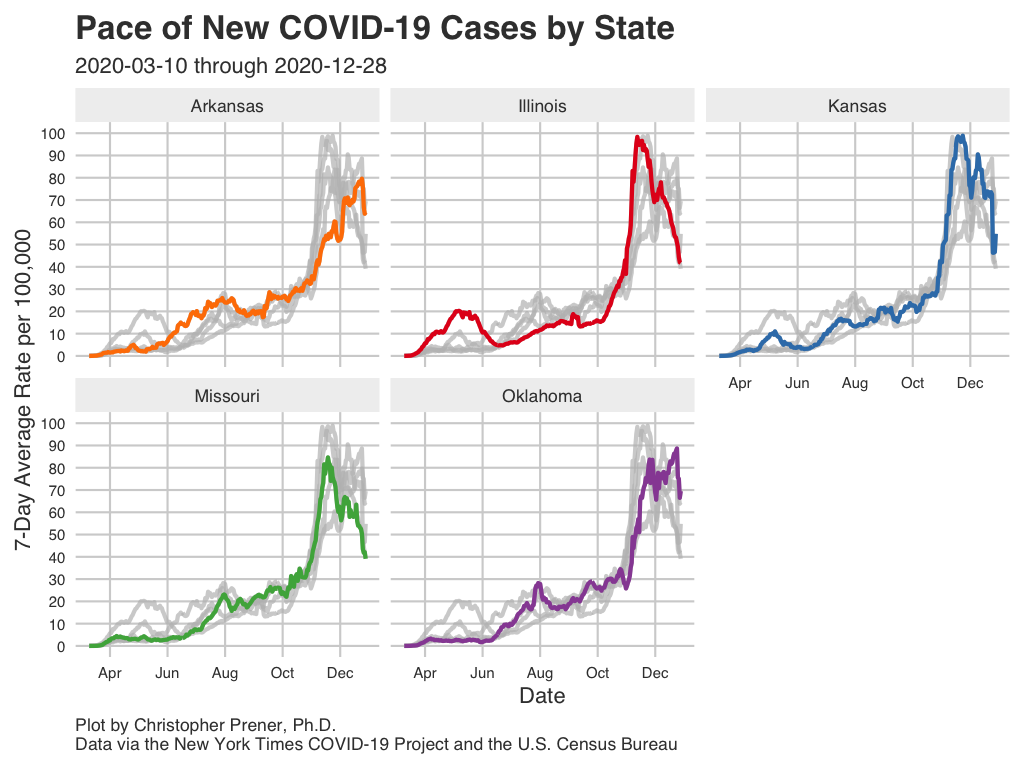 Pace of New COVID-19 Cases by State
2020-03-10 through 2020-12-28
Arkansas
Illinois
Kansas
100
90
80
70
60
50
40
30
20
10
0
Apr Jun Aug Oct Dec
Missouri
Oklahoma
100
90
80
70
60
50
40
30
20
10
0
Apr Jun Aug Oct Dec
Apr Jun Aug Oct Dec
7-Day Average Rate per 100,000
Date
Plot by Christopher Prener, Ph.D.
Data via the New York Times COVID-19 Project and the U.S. Census Bureau